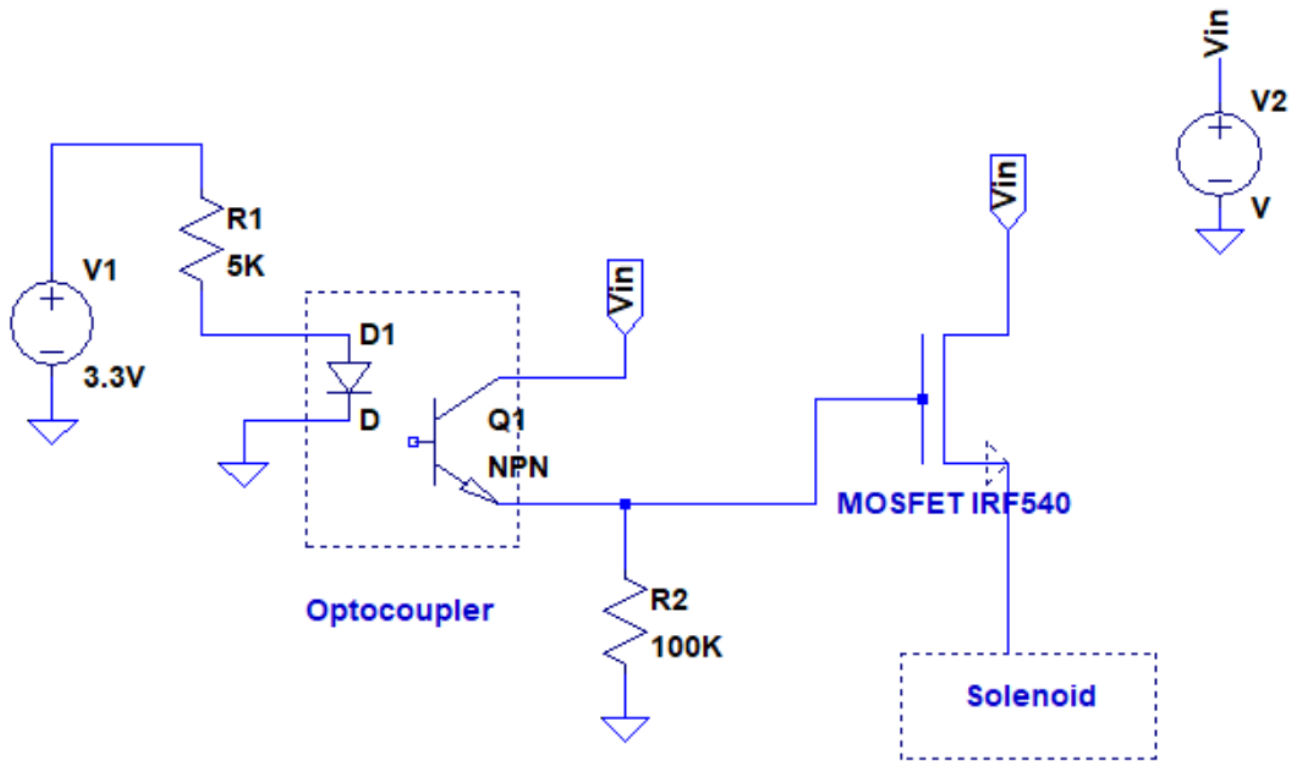 Vin
V2
V
Vin
R1
5K
V1
3.3V
Vin
D1
D
Q1
NPN
MOSFET IRF540
Optocoupler
R2
100K
Solenoid